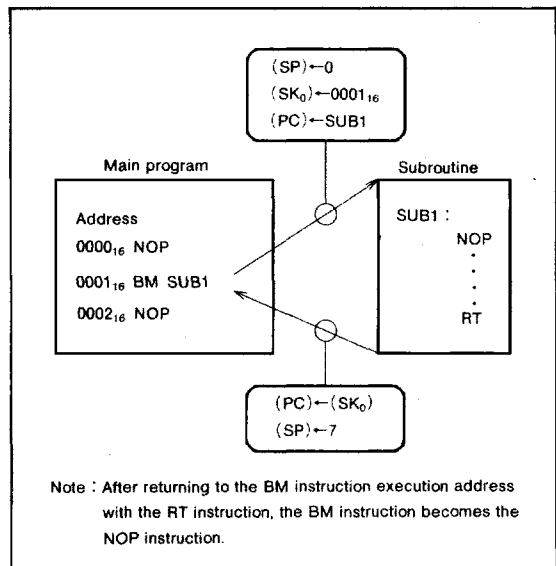 (SP)←0
(SK₀)←0001₁₆
(PC)←SUB1
Main program
Subroutine
Address
0000₁₆ NOP
0001₁₆ BM SUB1
0002₁₆ NOP
SUB1 :
NOP
·
·
·
·
RT
(PC)←(SK₀)
(SP)←7
Note : After returning to the BM instruction execution address
with the RT instruction, the BM instruction becomes the
NOP instruction.